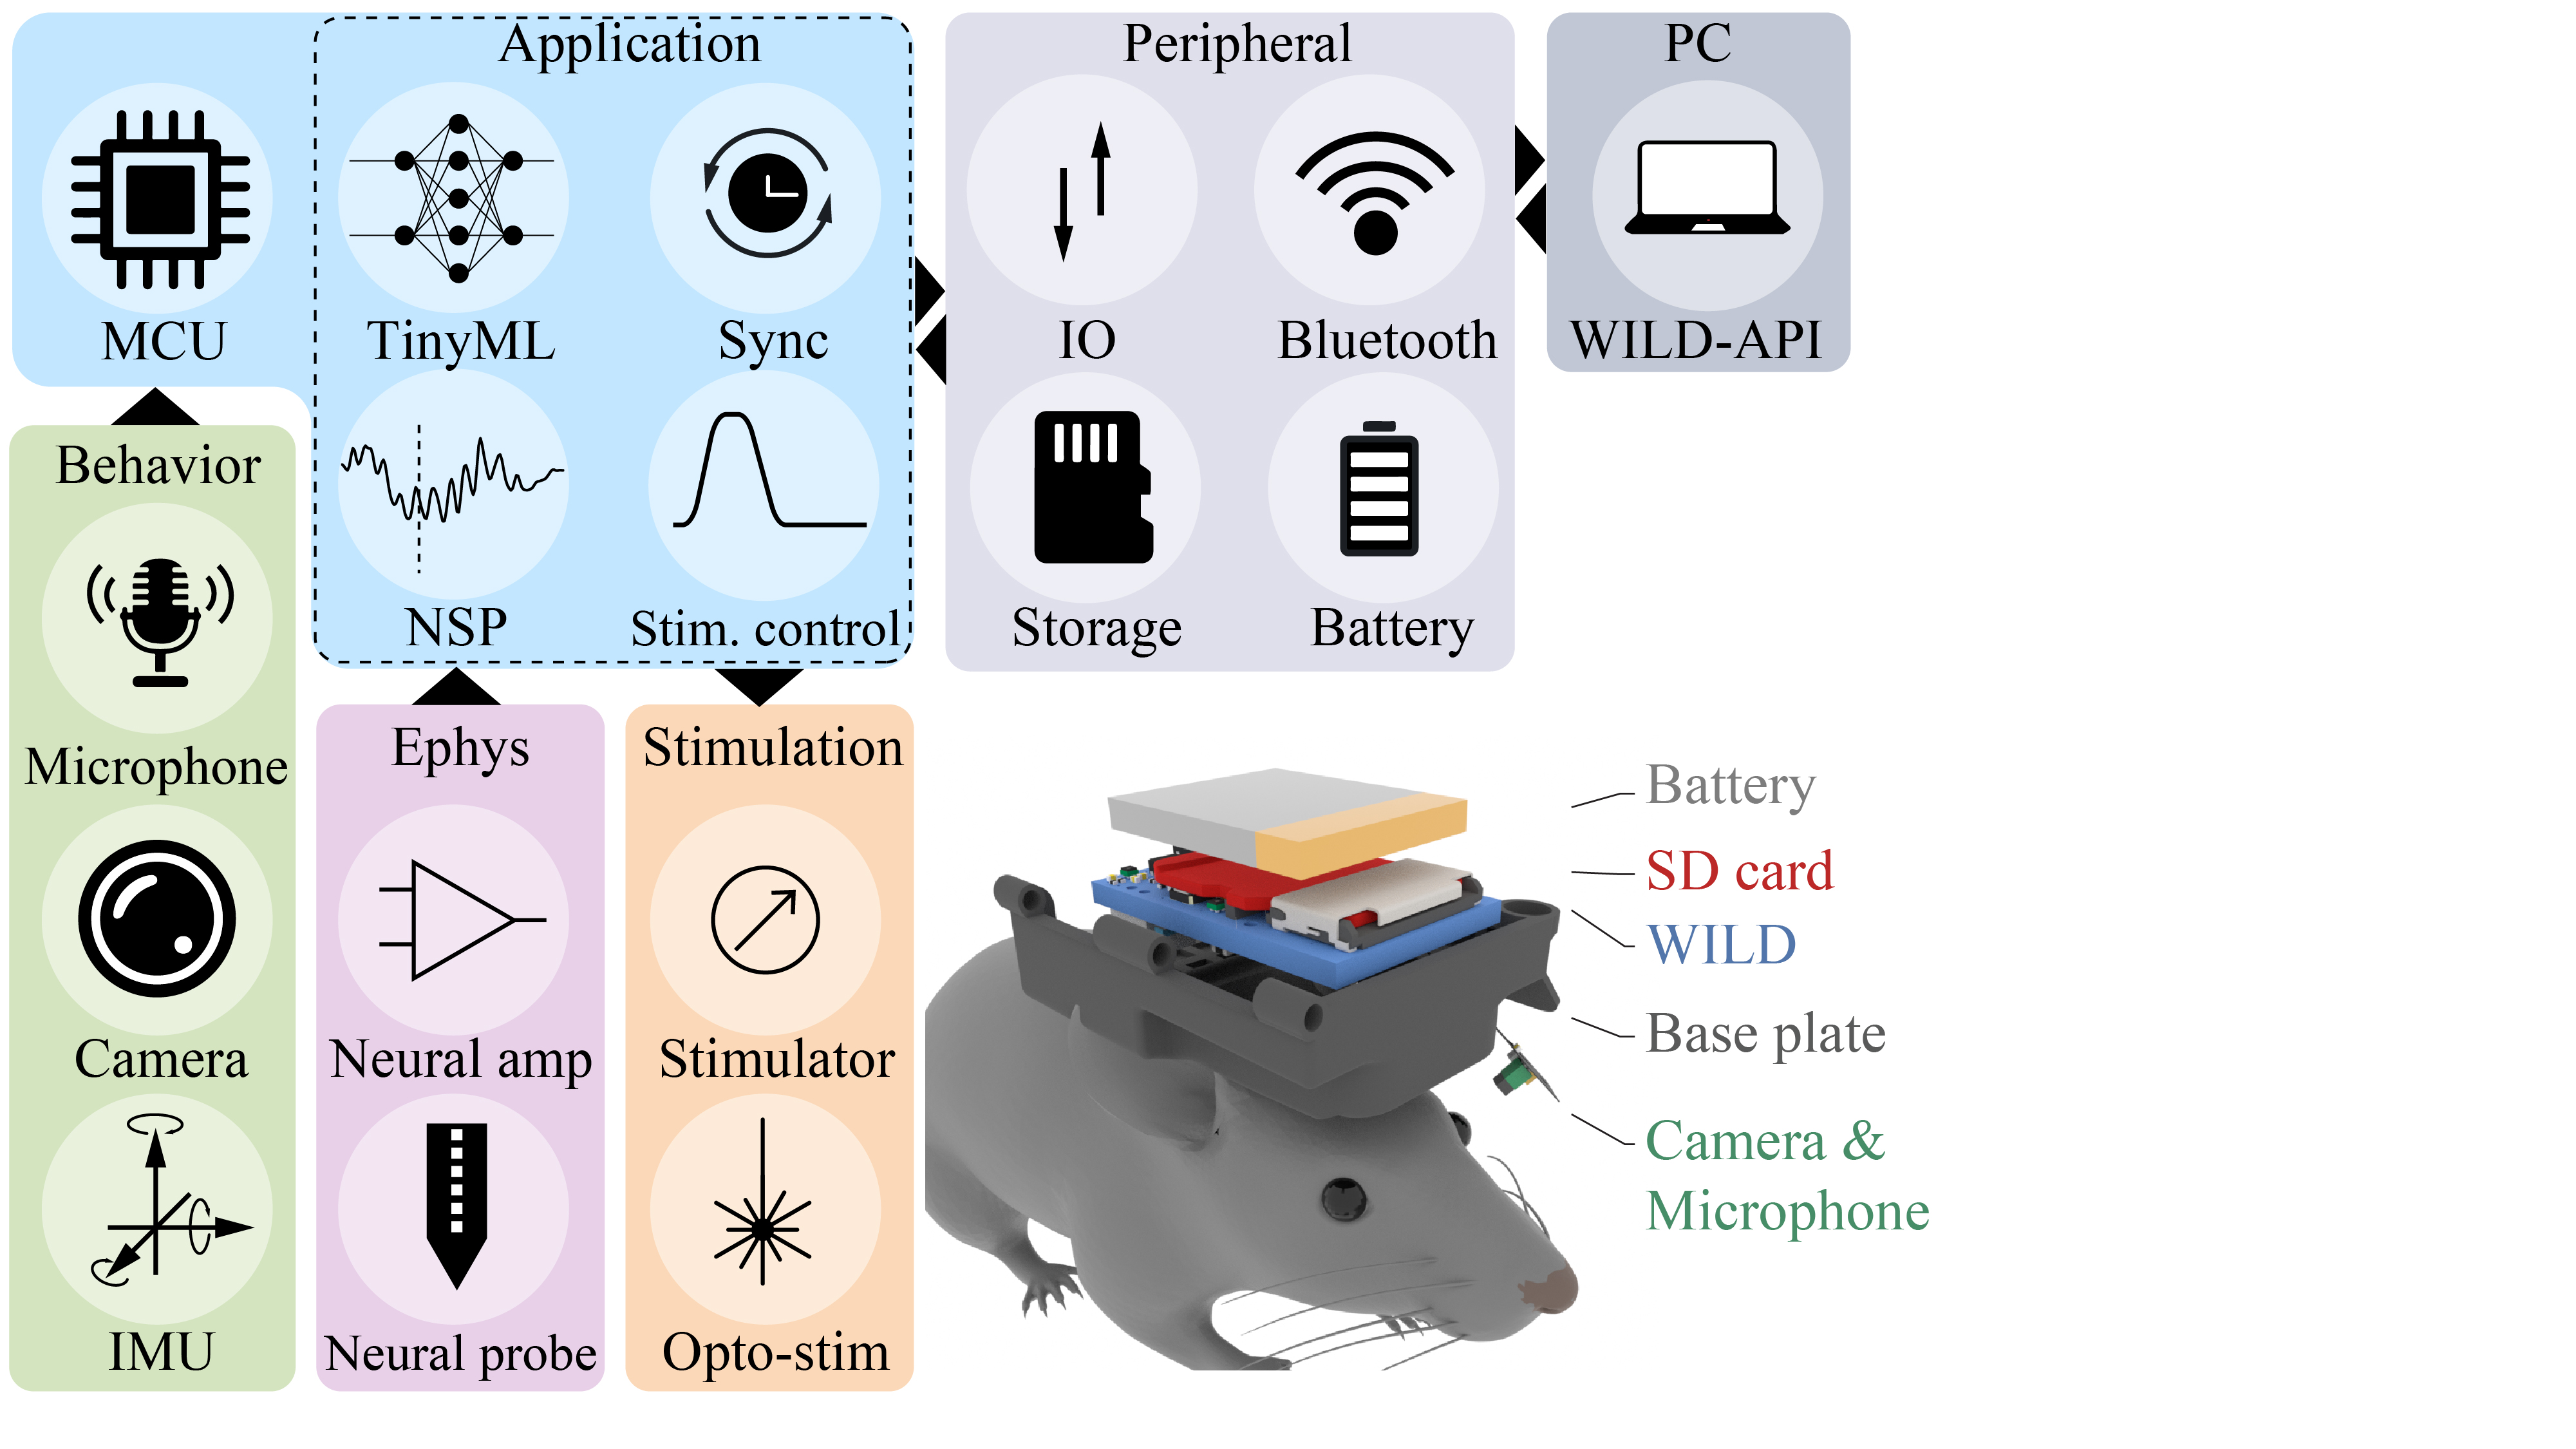 Application
MCU
TinyML
Sync
NSP
Stim. control
Peripheral
IO
Bluetooth
Storage
Battery
PC
WILD-API
Behavior
Microphone
Camera
IMU
Ephys
Neural amp
Neural probe
Stimulation
Stimulator
Opto-stim
Battery
SD card
WILD
Base plate
Camera &
Microphone